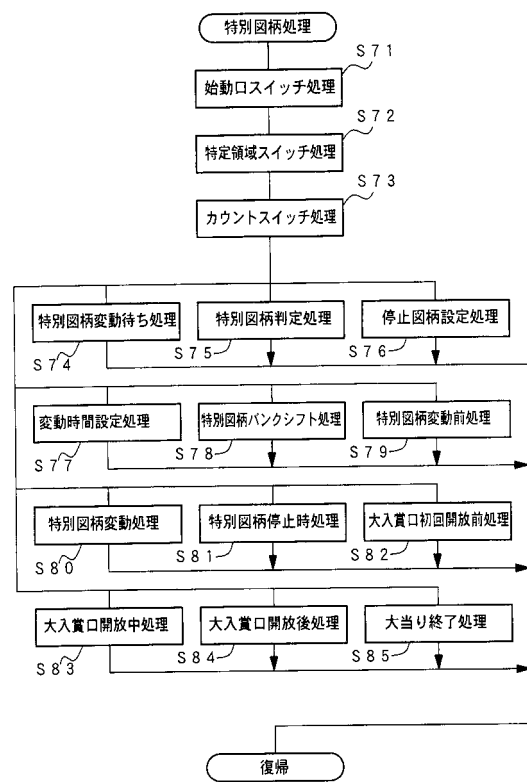 特別図柄処理
S71
始動口スイッチ処理
S72
特定領域スイッチ処理
S73
カウントスイッチ処理
特別図柄変動待ち処理
特別図柄判定処理
停止図柄設定処理
S74
S75
S76
変動時間設定処理
特別図柄バンクシフト処理
特別図柄変動前処理
S77
S78
S79
特別図柄変動処理
特別図柄停止時処理
大入賞口初回開放前処理
S80
S81
S82
大入賞口開放中処理
大入賞口開放後処理
大当り終了処理
S83
S84
S85
復帰